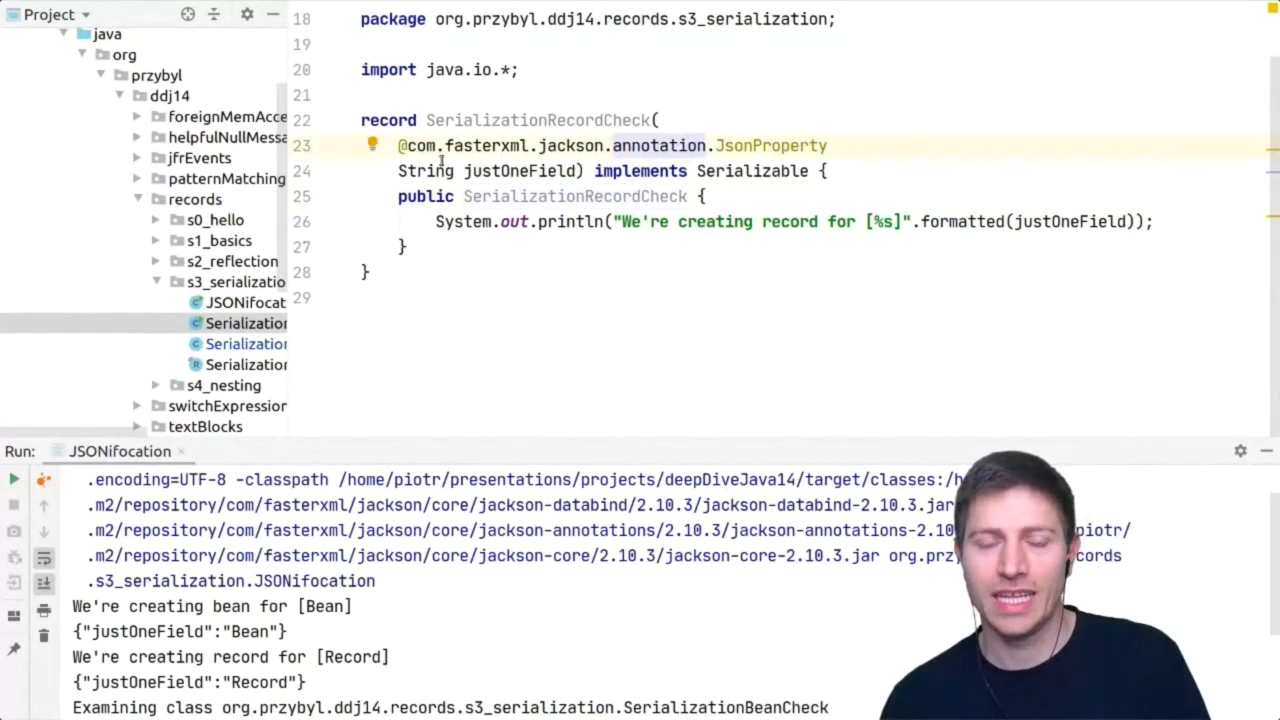 Project
java
org
przybyl
ddj14
foreignMemAcce
helpfulNullMessa
jfrEvents
patternMatching
records
s0_hello
s1_basics
s2_reflection
s3_serializatio
JSONifocat
Serialization
Serialization
Serialization
s4_nesting
switchExpression
textBlocks
18 package org.przybyl.ddj14.records.s3_serialization;
19
20 import java.io.*;
21
22 record SerializationRecordCheck(
23 @com.fasterxml.jackson.annotation.JsonProperty
24 String justOneField) implements Serializable {
25 public SerializationRecordCheck {
26 System.out.println("We're creating record for [%s]".formatted(justOneField));
27 }
28 }
29
Run: JSONifocation
.encoding=UTF-8 -classpath /home/piotr/presentations/projects/deepDiveJava14/target/classes:/h
.m2/repository/com/fasterxml/jackson/core/jackson-databind/2.10.3/jackson-databind-2.10.3.jar
.m2/repository/com/fasterxml/jackson/core/jackson-annotations/2.10.3/jackson-annotations-2.10 piotr/
.m2/repository/com/fasterxml/jackson/core/jackson-core/2.10.3/jackson-core-2.10.3.jar org.prz cords
.s3_serialization.JSONifocation
We're creating bean for [Bean]
{"justOneField":"Bean"}
We're creating record for [Record]
{"justOneField":"Record"}
Examining class org.przybyl.ddj14.records.s3_serialization.SerializationBeanCheck